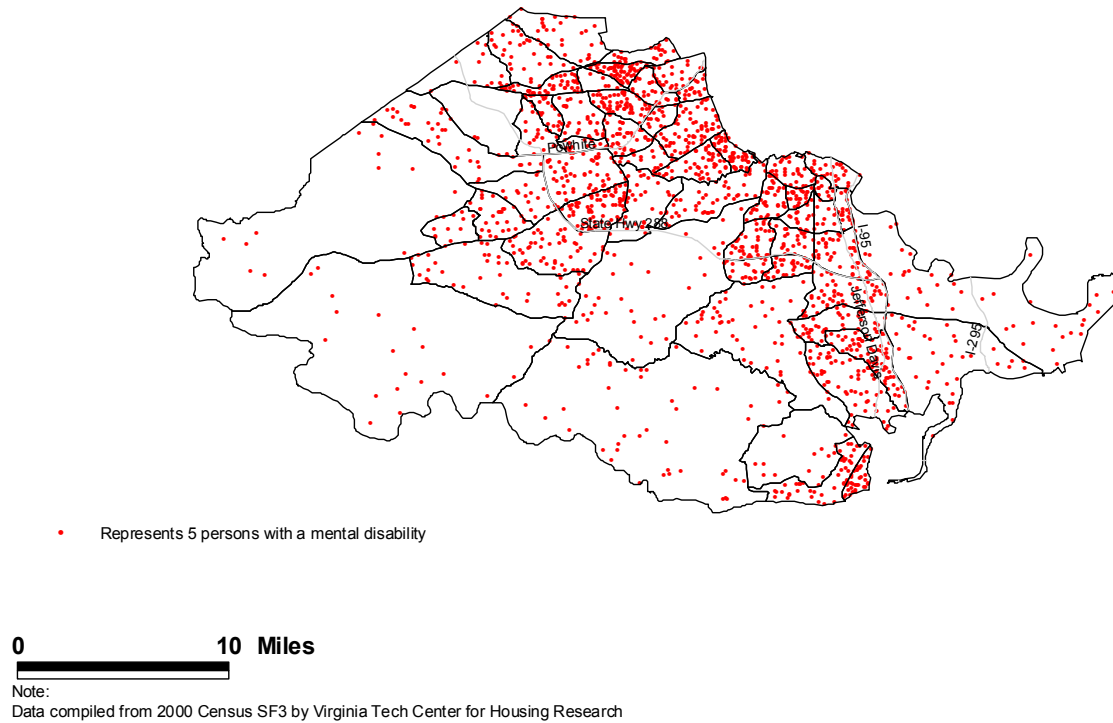 Powhite
State Hwy 288
I-95
Jefferson Davis
I-295
Represents 5 persons with a mental disability
0 10 Miles
Note:
Data compiled from 2000 Census SF3 by Virginia Tech Center for Housing Research